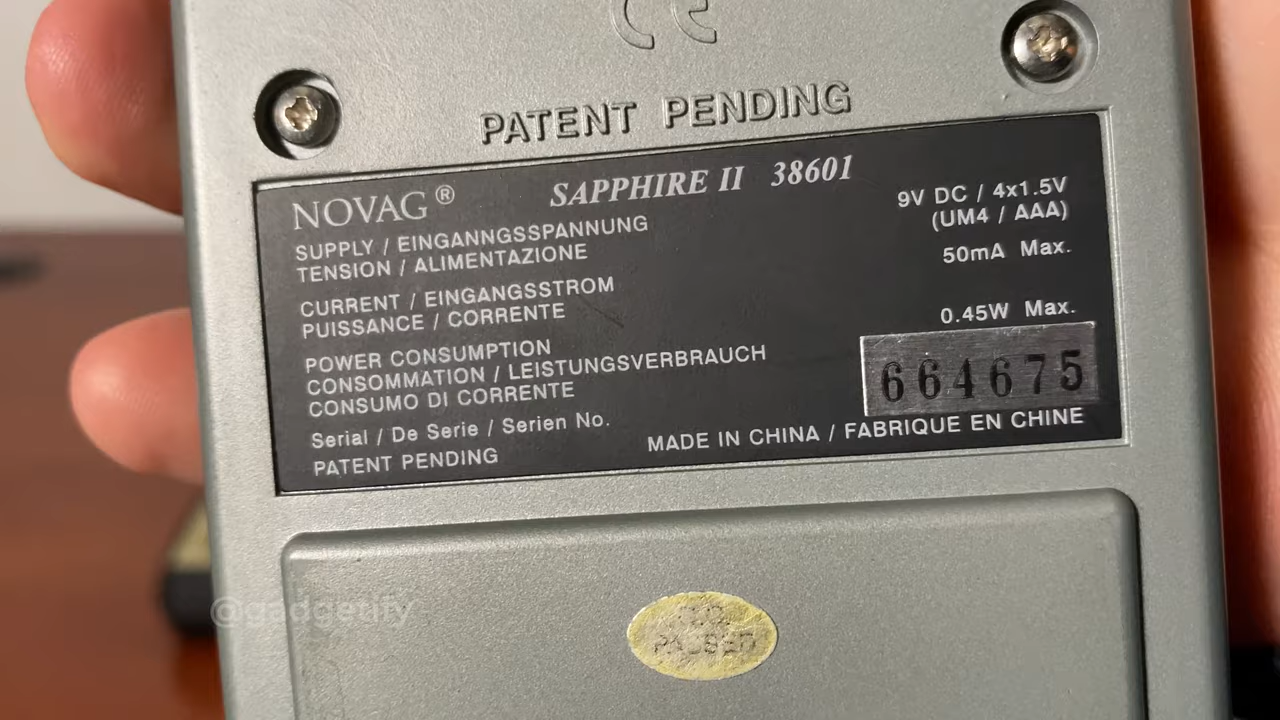 CE
PATENT PENDING
NOVAG® SAPPHIRE II 38601
SUPPLY / EINGANNGSSPANNUNG 9V DC / 4x1.5V
TENSION / ALIMENTAZIONE (UM4 / AAA)
CURRENT / EINGANGSSTROM 50mA Max.
PUISSANCE / CORRENTE
POWER CONSUMPTION 0.45W Max.
CONSOMMATION / LEISTUNGSVERBRAUCH
CONSUMO DI CORRENTE
Serial / De Serie / Serien No. 664675
PATENT PENDING MADE IN CHINA / FABRIQUE EN CHINE
@gadgetify